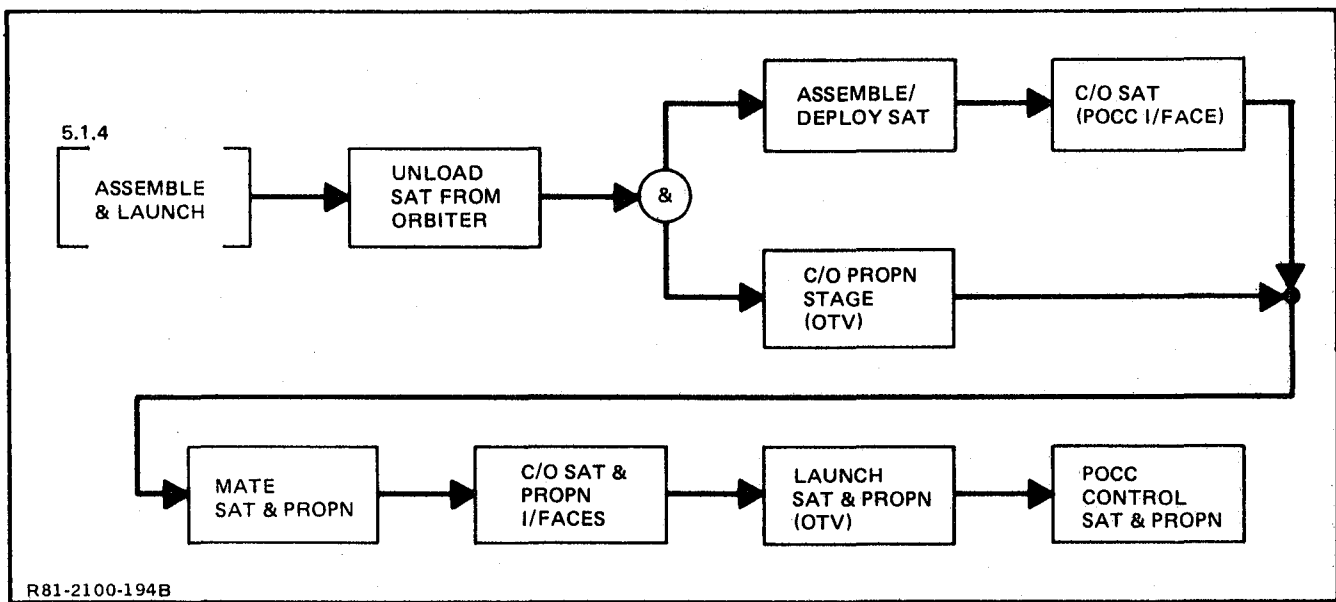 5.1.4
ASSEMBLE
& LAUNCH
UNLOAD
SAT FROM
ORBITER
&
ASSEMBLE/
DEPLOY SAT
C/O SAT
(POCC I/FACE)
C/O PROPN
STAGE
(OTV)
MATE
SAT & PROPN
C/O SAT &
PROPN
I/FACES
LAUNCH
SAT & PROPN
(OTV)
POCC
CONTROL
SAT & PROPN
R81-2100-194B